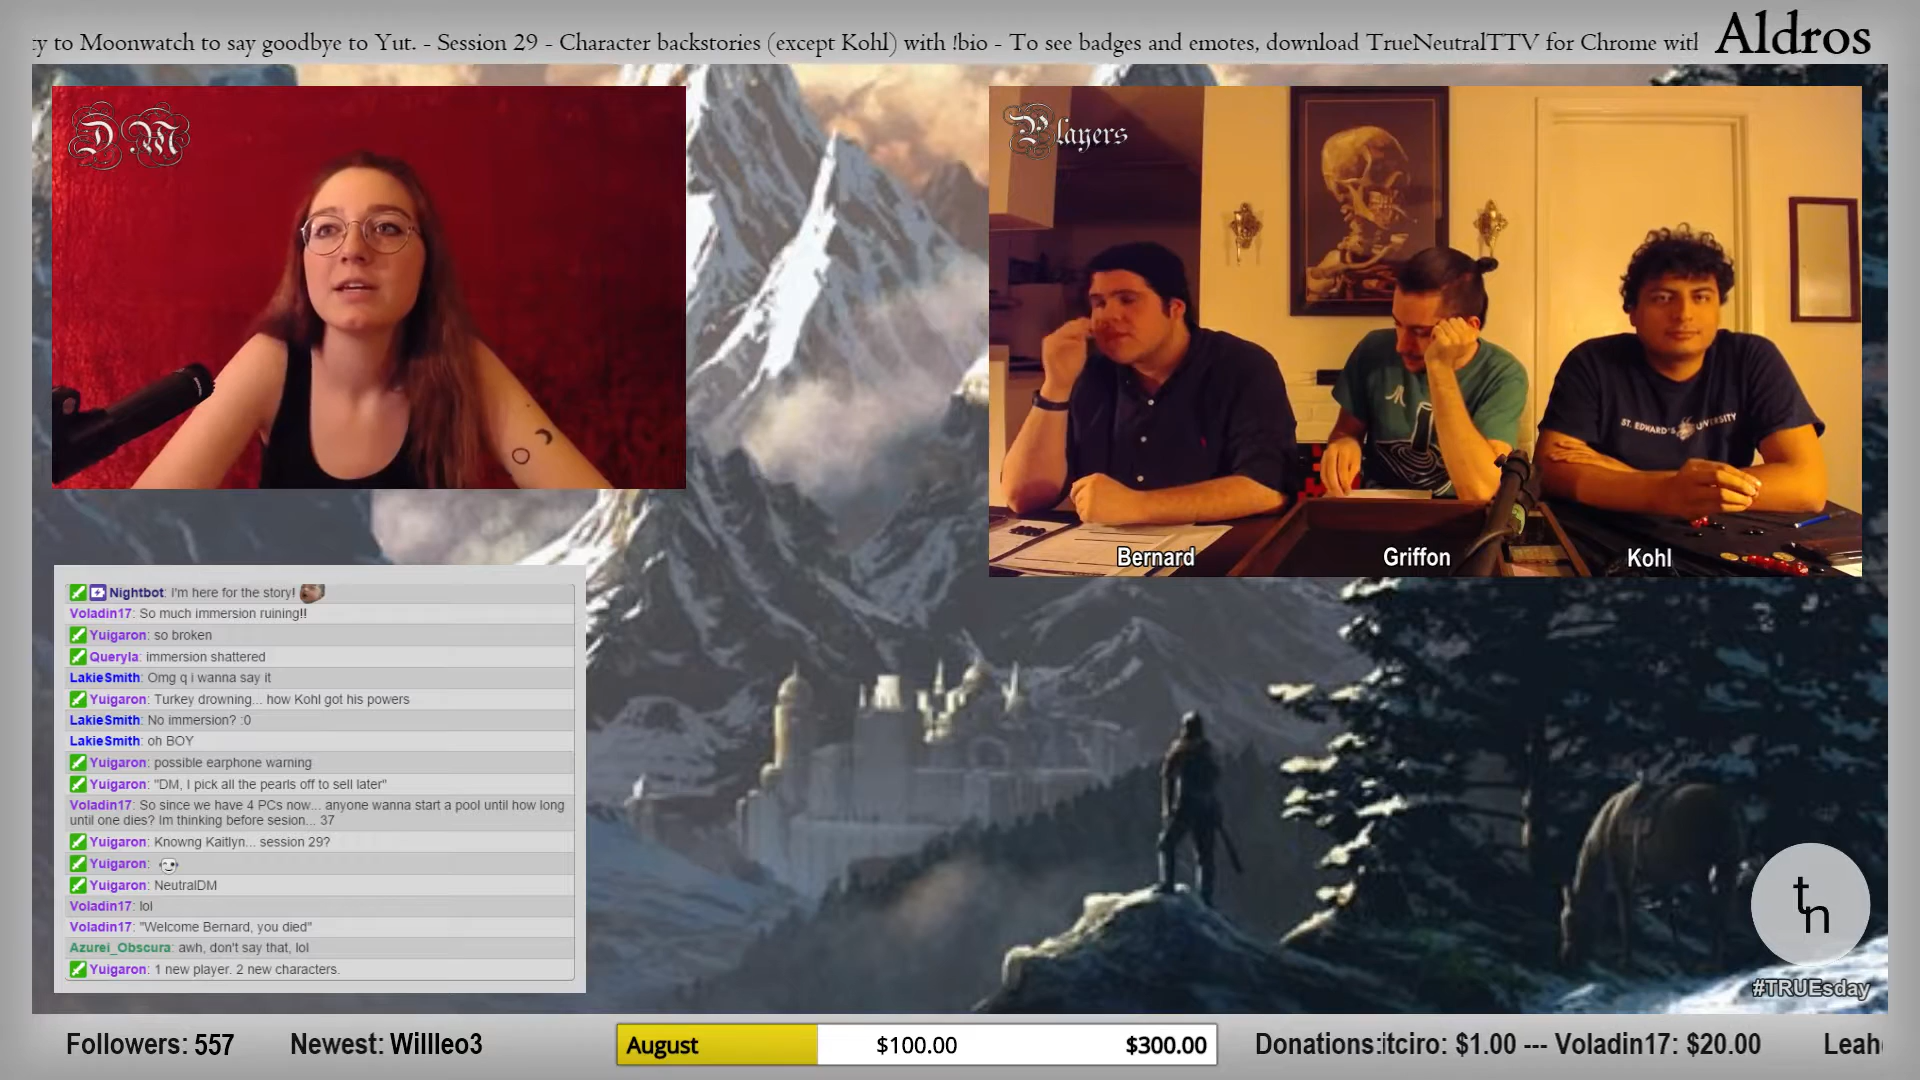 ty to Moonwatch to say goodbye to Yut. - Session 29 - Character backstories (except Kohl) with !bio - To see badges and emotes, download TrueNeutralTTV for Chrome with
Aldros
DM
Players
ST. EDWARD'S UNIVERSITY
Bernard
Griffon
Kohl
Nightbot: I'm here for the story!
Voladin17: So much immersion ruining!!
Yuigaron: so broken
Queryla: immersion shattered
LakieSmith: Omg q i wanna say it
Yuigaron: Turkey drowning... how Kohl got his powers
LakieSmith: No immersion? :0
LakieSmith: oh BOY
Yuigaron: possible earphone warning
Yuigaron: "DM, I pick all the pearls off to sell later"
Voladin17: So since we have 4 PCs now... anyone wanna start a pool until how long
until one dies? Im thinking before sesion... 37
Yuigaron: Knowng Kaitlyn... session 29?
Yuigaron:
Yuigaron: NeutralDM
Voladin17: lol
Voladin17: "Welcome Bernard, you died"
Azurei_Obscura: awh, don't say that, lol
Yuigaron: 1 new player. 2 new characters.
tn
#TRUEsday
Followers: 557
Newest: Willleo3
August
$100.00
$300.00
Donations: itciro: $1.00 --- Voladin17: $20.00 Leah